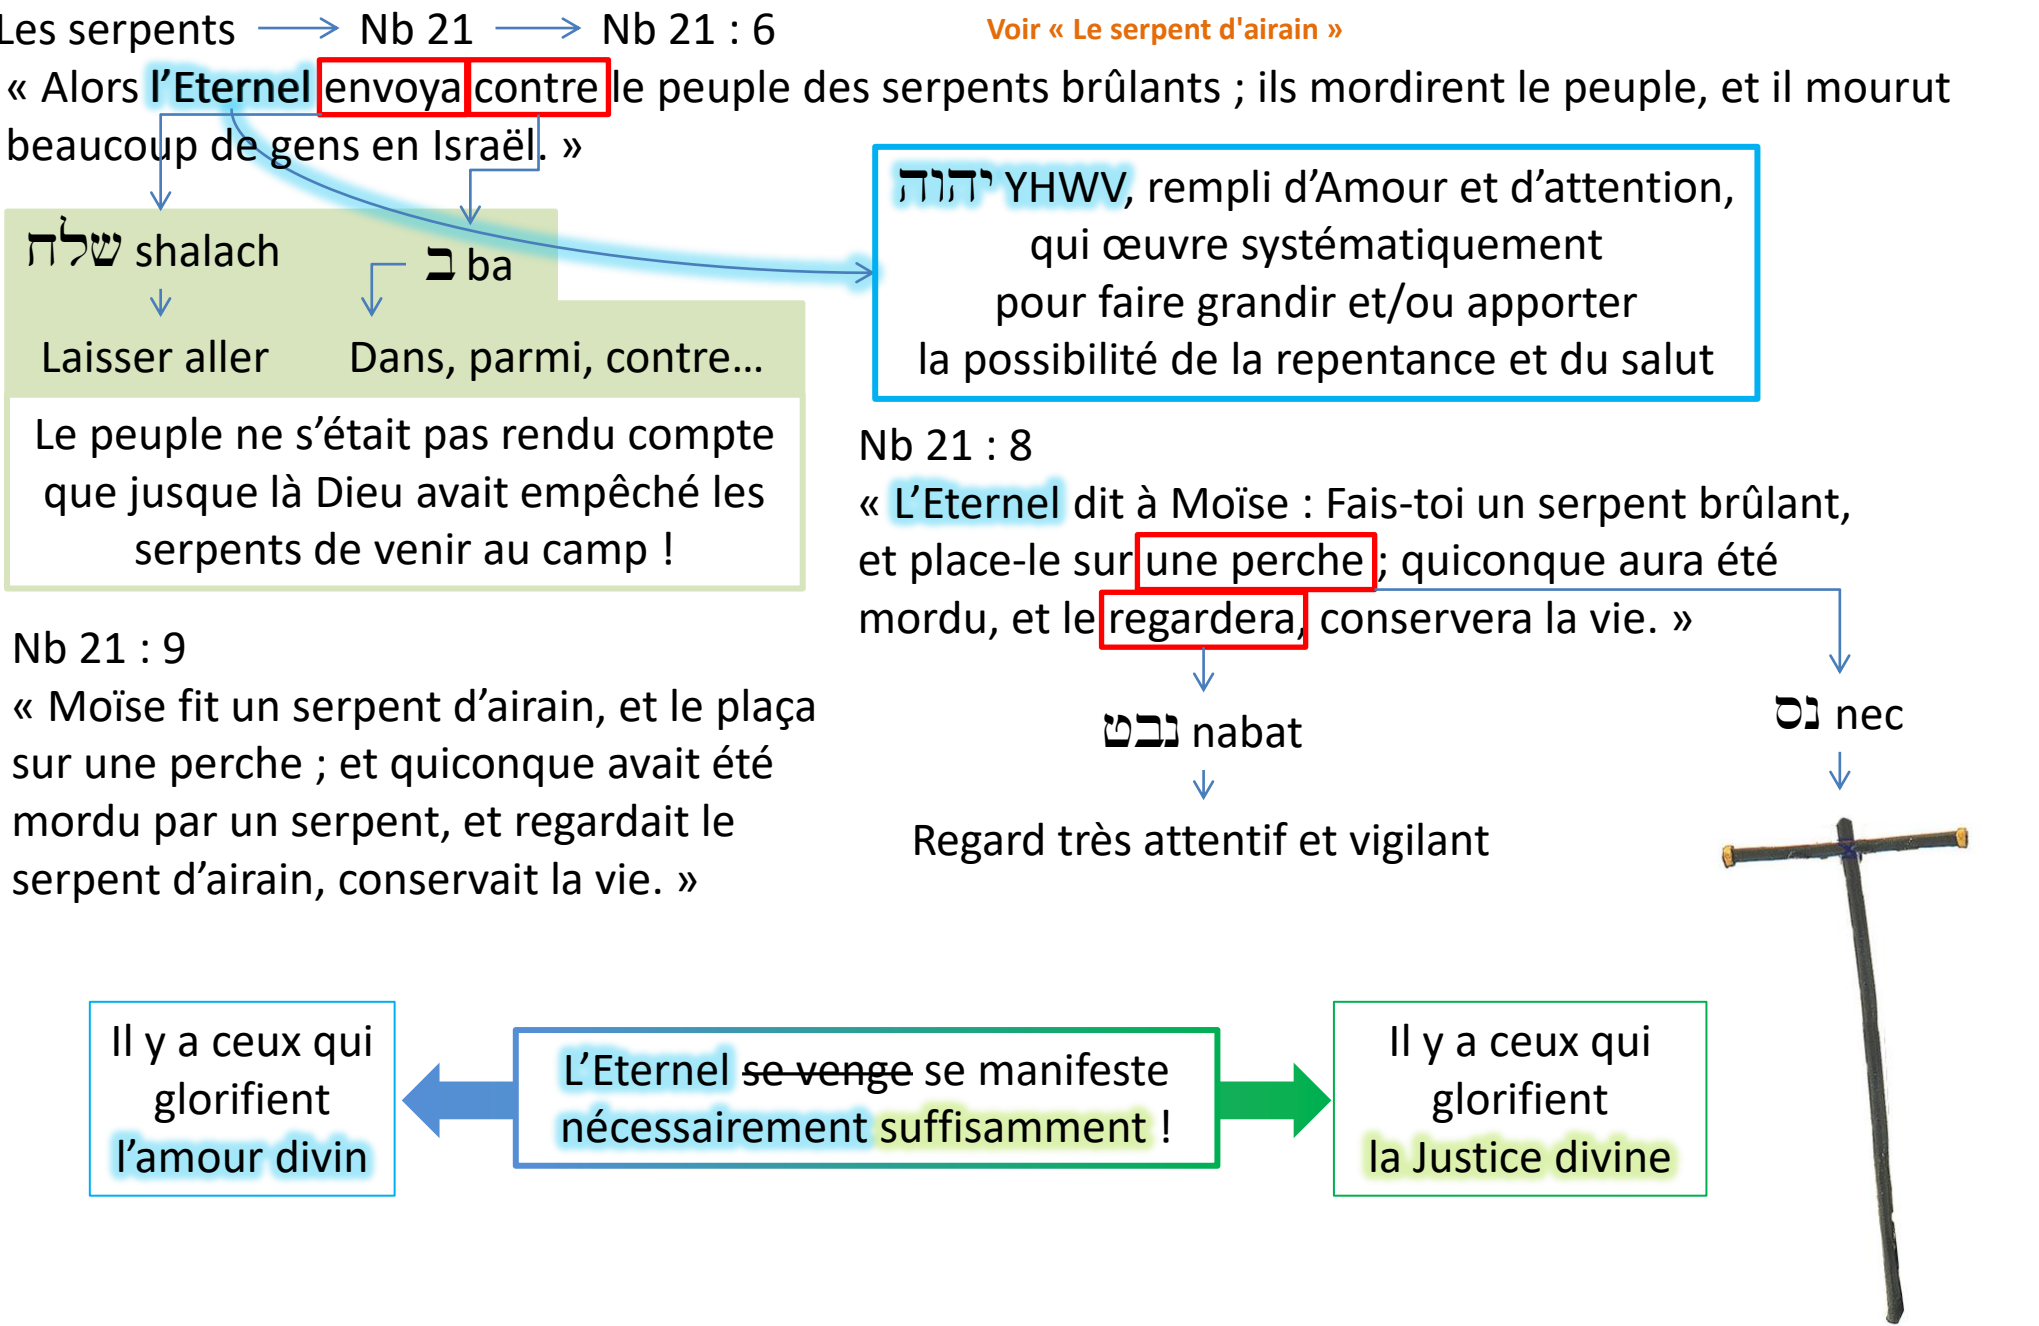 Les serpents Nb 21 Nb 21 : 6
Voir « Le serpent d'airain »
« Alors l’Eternel envoya contre le peuple des serpents brûlants ; ils mordirent le peuple, et il mourut
beaucoup de gens en Israël. »
שלח shalach
ב ba
Laisser aller
Dans, parmi, contre…
Le peuple ne s’était pas rendu compte
que jusque là Dieu avait empêché les
serpents de venir au camp !
יהוה YHWV, rempli d’Amour et d’attention,
qui œuvre systématiquement
pour faire grandir et/ou apporter
la possibilité de la repentance et du salut
Nb 21 : 8
« L’Eternel dit à Moïse : Fais-toi un serpent brûlant,
et place-le sur une perche ; quiconque aura été
mordu, et le regardera, conservera la vie. »
נבט nabat
Regard très attentif et vigilant
נס nec
Nb 21 : 9
« Moïse fit un serpent d’airain, et le plaça
sur une perche ; et quiconque avait été
mordu par un serpent, et regardait le
serpent d’airain, conservait la vie. »
Il y a ceux qui
glorifient
l’amour divin
L’Eternel se venge se manifeste
nécessairement suffisamment !
Il y a ceux qui
glorifient
la Justice divine